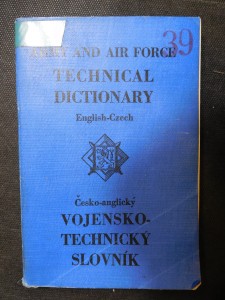 39
AND AIR FORCE
TECHNICAL
DICTIONARY
English-Czech
Česko-anglický
VOJENSKO-
TECHNICKÝ
SLOVNÍK